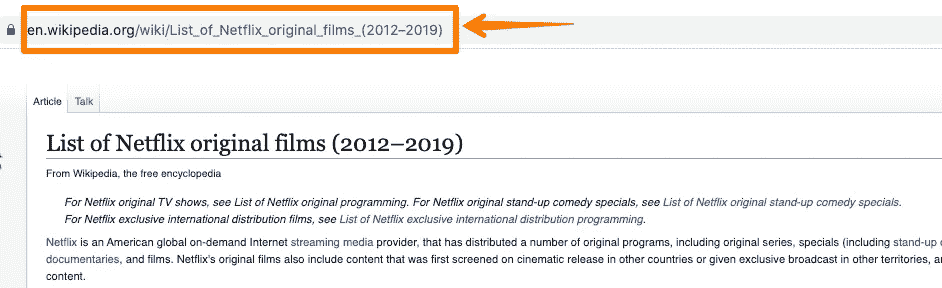 en.wikipedia.org/wiki/List_of_Netflix_original_films_(2012–2019)
Article Talk
List of Netflix original films (2012–2019)
From Wikipedia, the free encyclopedia
For Netflix original TV shows, see List of Netflix original programming. For Netflix original stand-up comedy specials, see List of Netflix original stand-up comedy specials.
For Netflix exclusive international distribution films, see List of Netflix exclusive international distribution programming.
Netflix is an American global on-demand Internet streaming media provider, that has distributed a number of original programs, including original series, specials (including stand-up
documentaries, and films. Netflix's original films also include content that was first screened on cinematic release in other countries or given exclusive broadcast in other territories,
content.